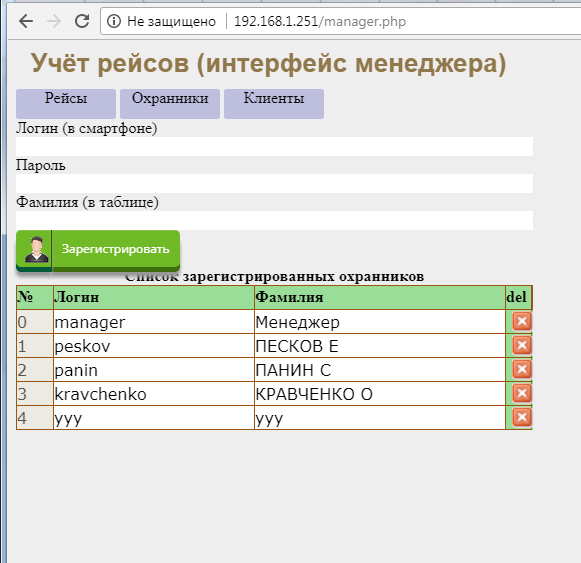 Не защищено 192.168.1.251/manager.php
Учёт рейсов (интерфейс менеджера)
Рейсы Охранники Клиенты
Логин (в смартфоне)
Пароль
Фамилия (в таблице)
Зарегистрировать
Список зарегистрированных охранников
№ Логин Фамилия del
0 manager Менеджер
1 peskov ПЕСКОВ Е
2 panin ПАНИН С
3 kravchenko КРАВЧЕНКО О
4 yyy yyy